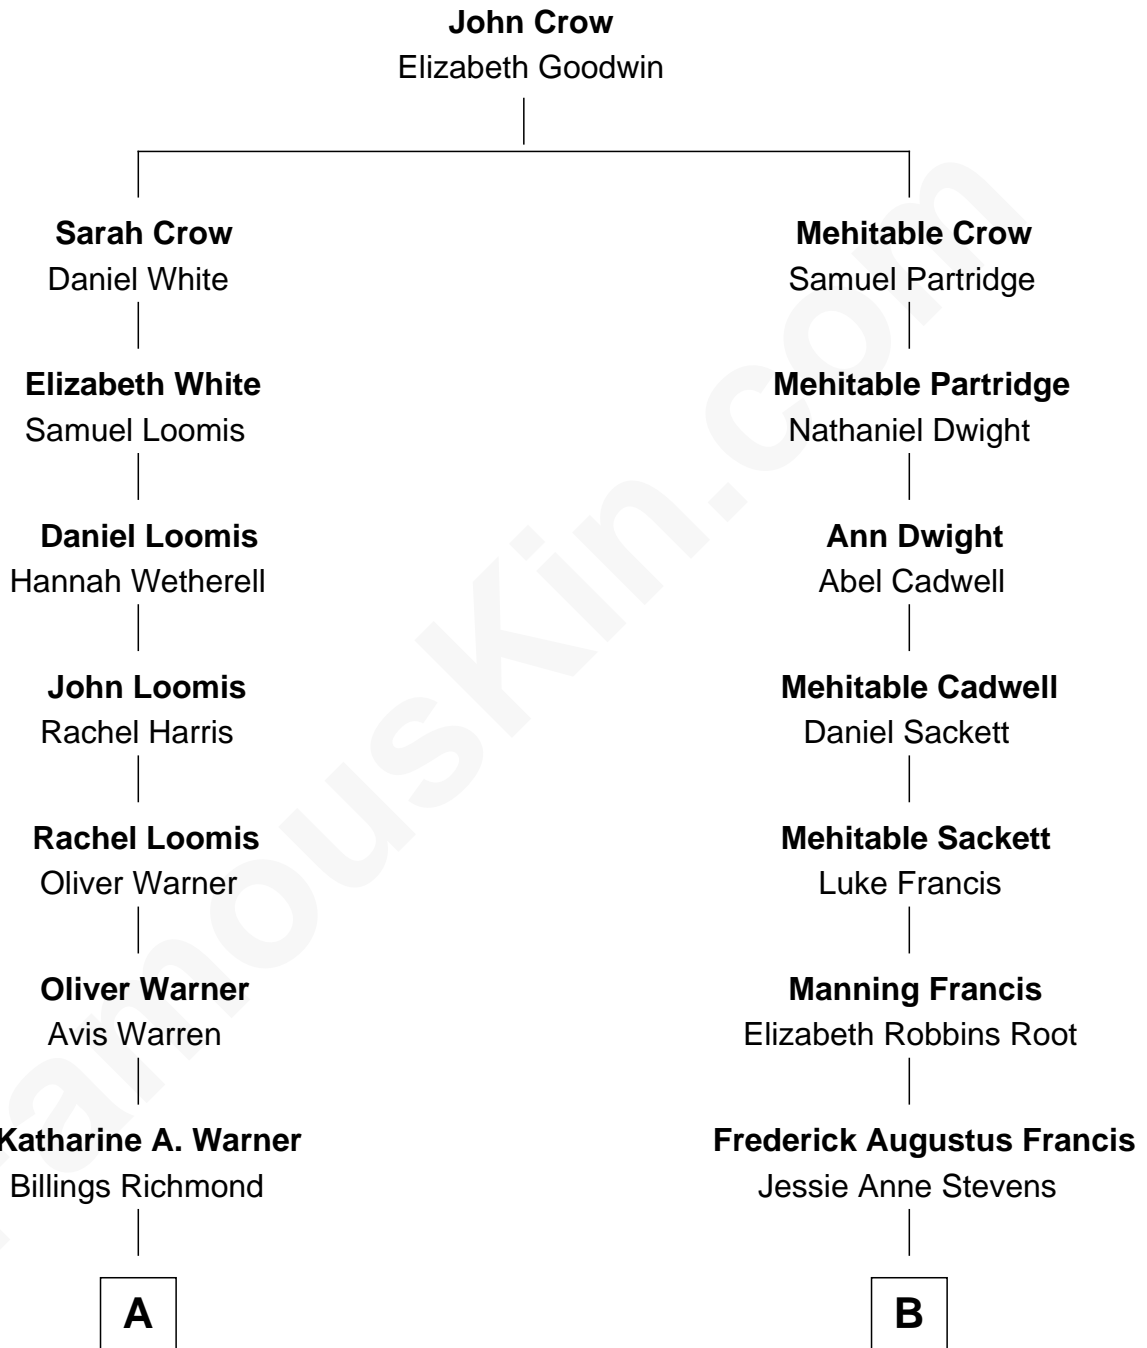 John Crow
Elizabeth Goodwin
Sarah Crow
Daniel White
Elizabeth White
Samuel Loomis
Daniel Loomis
Hannah Wetherell
John Loomis
Rachel Harris
Rachel Loomis
Oliver Warner
Oliver Warner
Avis Warren
Katharine A. Warner
Billings Richmond
A
Mehitable Crow
Samuel Partridge
Mehitable Partridge
Nathaniel Dwight
Ann Dwight
Abel Cadwell
Mehitable Cadwell
Daniel Sackett
Mehitable Sackett
Luke Francis
Manning Francis
Elizabeth Robbins Root
Frederick Augustus Francis
Jessie Anne Stevens
B
FamousKin.com